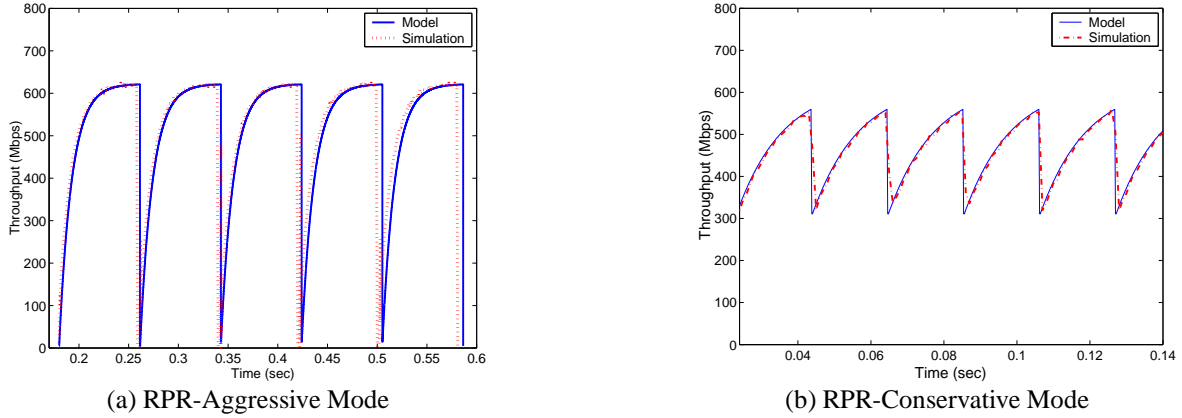 800
700
600
500
400
300
200
100
0
Throughput (Mbps)
Model
Simulation
0.2 0.25 0.3 0.35 0.4 0.45 0.5 0.55 0.6
Time (sec)
(a) RPR-Aggressive Mode
800
700
600
500
400
300
200
100
0
Throughput (Mbps)
Model
Simulation
0.04 0.06 0.08 0.1 0.12 0.14
Time (sec)
(b) RPR-Conservative Mode